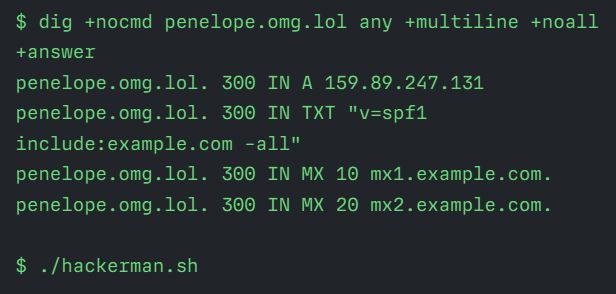 $ dig +nocmd penelope.omg.lol any +multiline +noall
+answer
penelope.omg.lol. 300 IN A 159.89.247.131
penelope.omg.lol. 300 IN TXT "v=spf1
include:example.com -all"
penelope.omg.lol. 300 IN MX 10 mx1.example.com.
penelope.omg.lol. 300 IN MX 20 mx2.example.com.
$ ./hackerman.sh